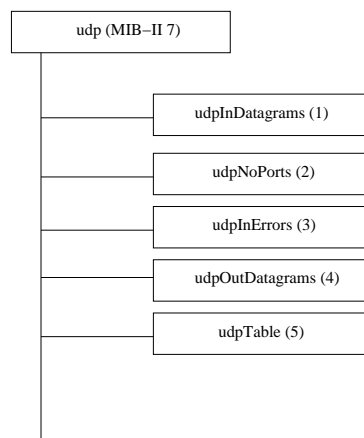 udp (MIB−II 7)
udpInDatagrams (1)
udpNoPorts (2)
udpInErrors (3)
udpOutDatagrams (4)
udpTable (5)